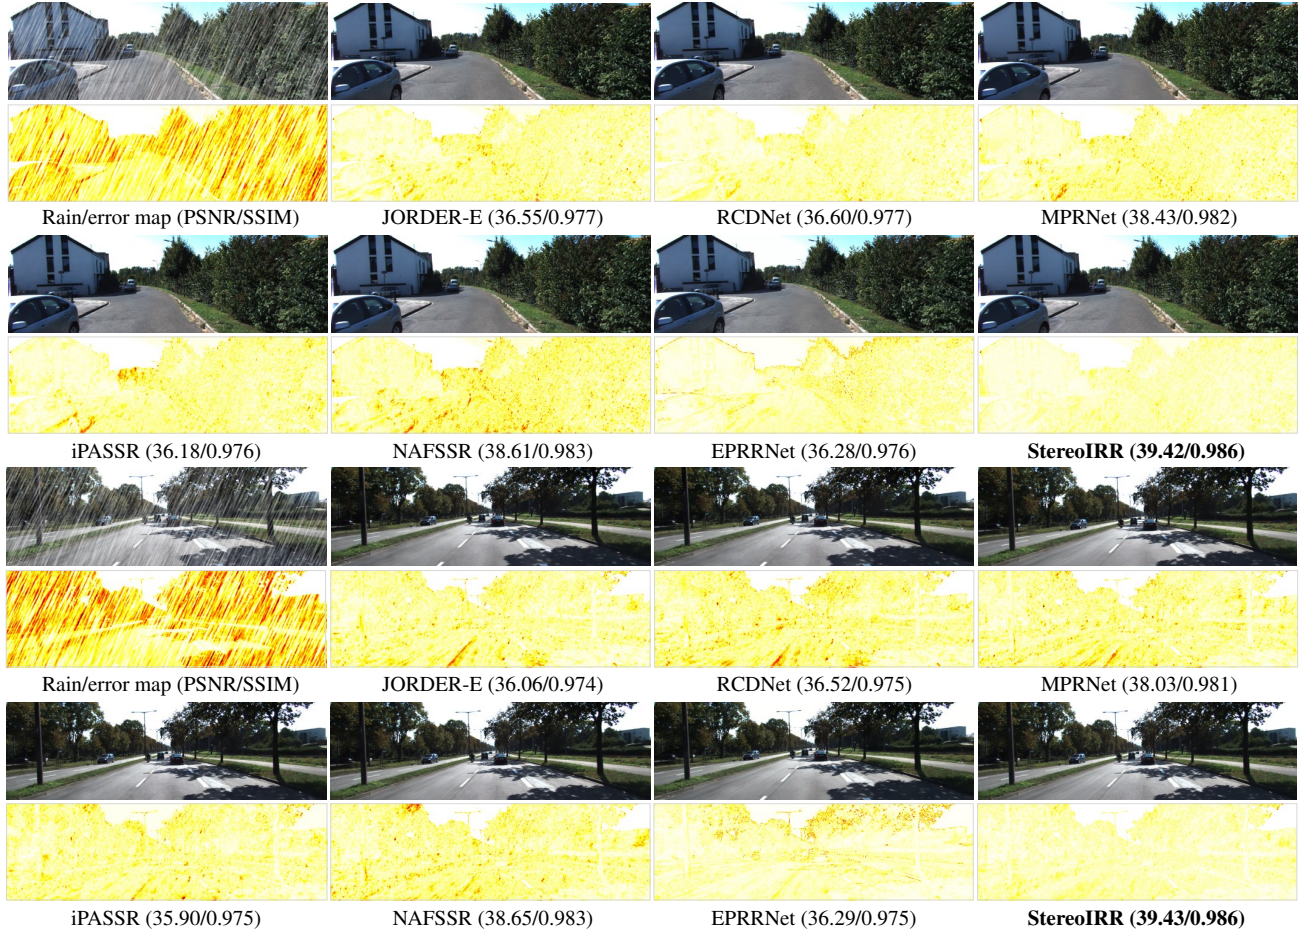 Rain/error map (PSNR/SSIM)
JORDER-E (36.55/0.977)
RCDNet (36.60/0.977)
MPRNet (38.43/0.982)
iPASSR (36.18/0.976)
NAFSSR (38.61/0.983)
EPRRNet (36.28/0.976)
StereoIRR (39.42/0.986)
Rain/error map (PSNR/SSIM)
JORDER-E (36.06/0.974)
RCDNet (36.52/0.975)
MPRNet (38.03/0.981)
iPASSR (35.90/0.975)
NAFSSR (38.65/0.983)
EPRRNet (36.29/0.975)
StereoIRR (39.43/0.986)